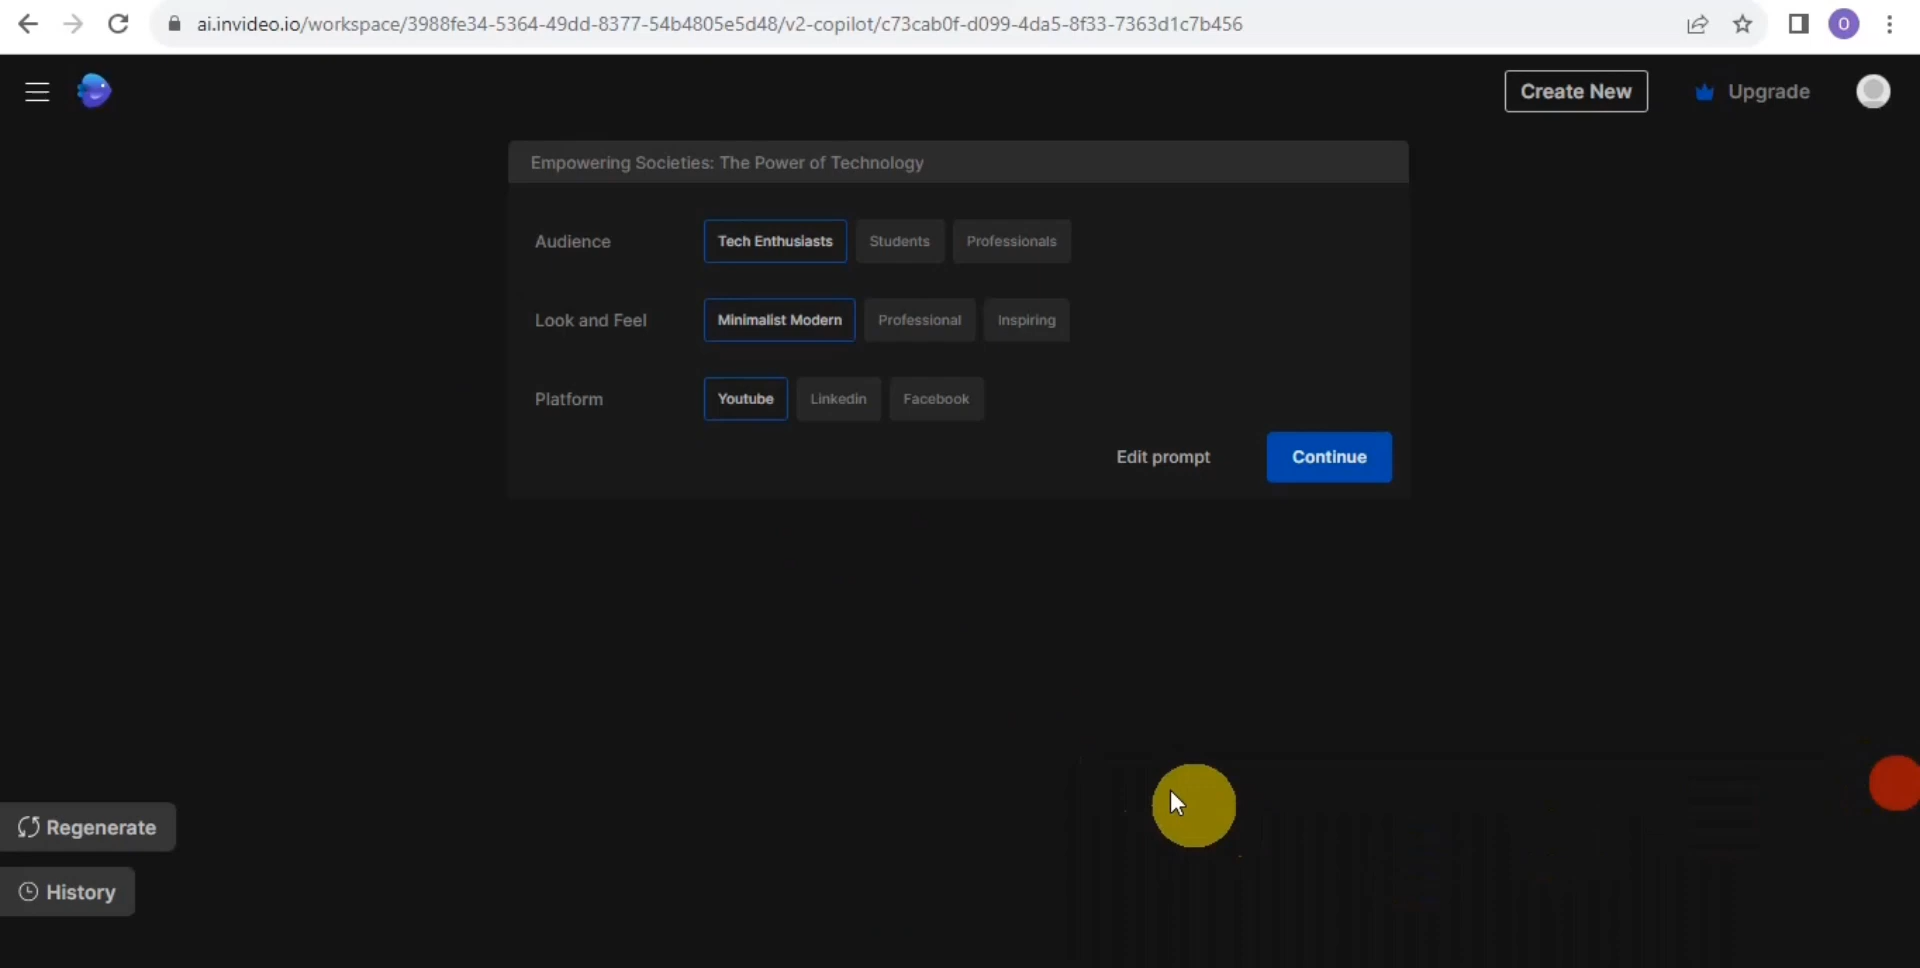 ai.invideo.io/workspace/3988fe34-5364-49dd-8377-54b4805e5d48/v2-copilot/c73cab0f-d099-4da5-8f33-7363d1c7b456
O
Create New
Upgrade
Empowering Societies: The Power of Technology
Audience Tech Enthusiasts Students Professionals
Look and Feel Minimalist Modern Professional Inspiring
Platform Youtube Linkedin Facebook
Edit prompt Continue
Regenerate
History